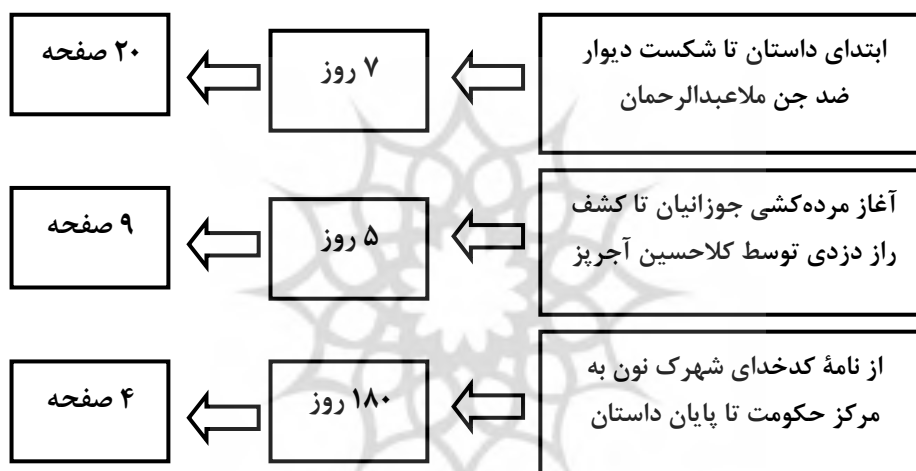 ابتدای داستان تا شکست دیوار
ضد جن ملاعبدالرحمان
۷ روز
۲۰ صفحه
آغاز مرده‌کشی جوزانیان تا کشف
راز دزدی توسط کلاحسین آجرپز
۵ روز
۹ صفحه
از نامهٔ کدخدای شهرک نون به
مرکز حکومت تا پایان داستان
۱۸۰ روز
۴ صفحه